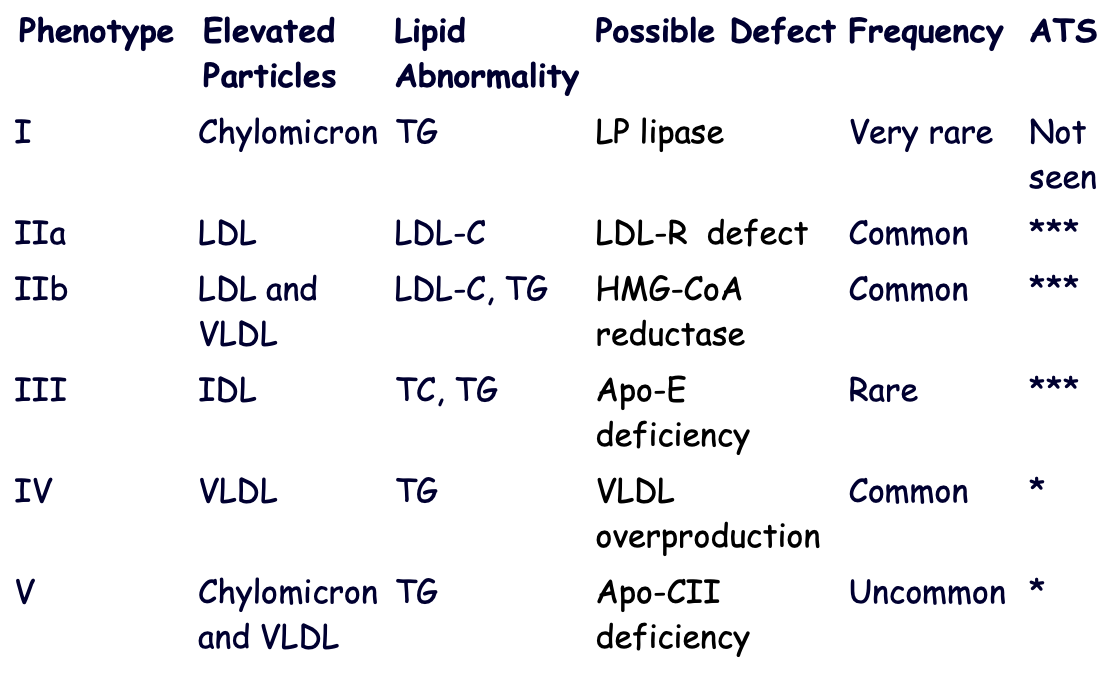 Phenotype Elevated Particles Lipid Abnormality Possible Defect Frequency ATS
I Chylomicron TG LP lipase Very rare Not seen
IIa LDL LDL-C LDL-R defect Common ***
IIb LDL and VLDL LDL-C, TG HMG-CoA reductase Common ***
III IDL TC, TG Apo-E deficiency Rare ***
IV VLDL TG VLDL overproduction Common *
V Chylomicron and VLDL TG Apo-CII deficiency Uncommon *